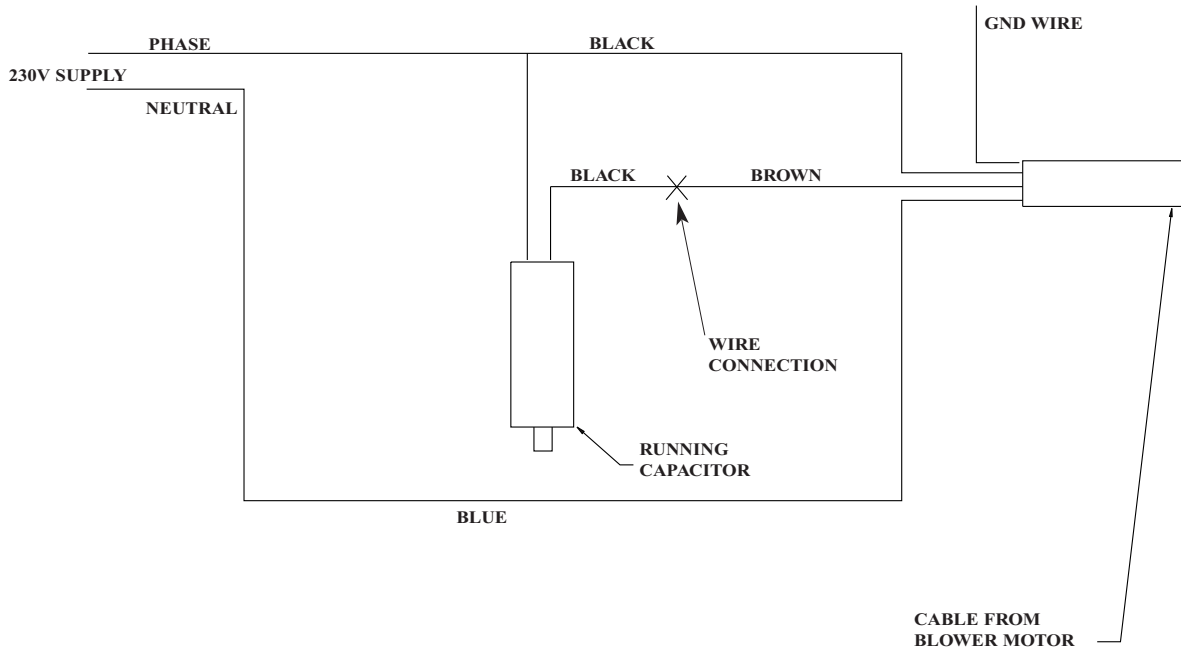 GND WIRE
PHASE
BLACK
230V SUPPLY
NEUTRAL
BLACK
BROWN
WIRE
CONNECTION
RUNNING
CAPACITOR
BLUE
CABLE FROM
BLOWER MOTOR